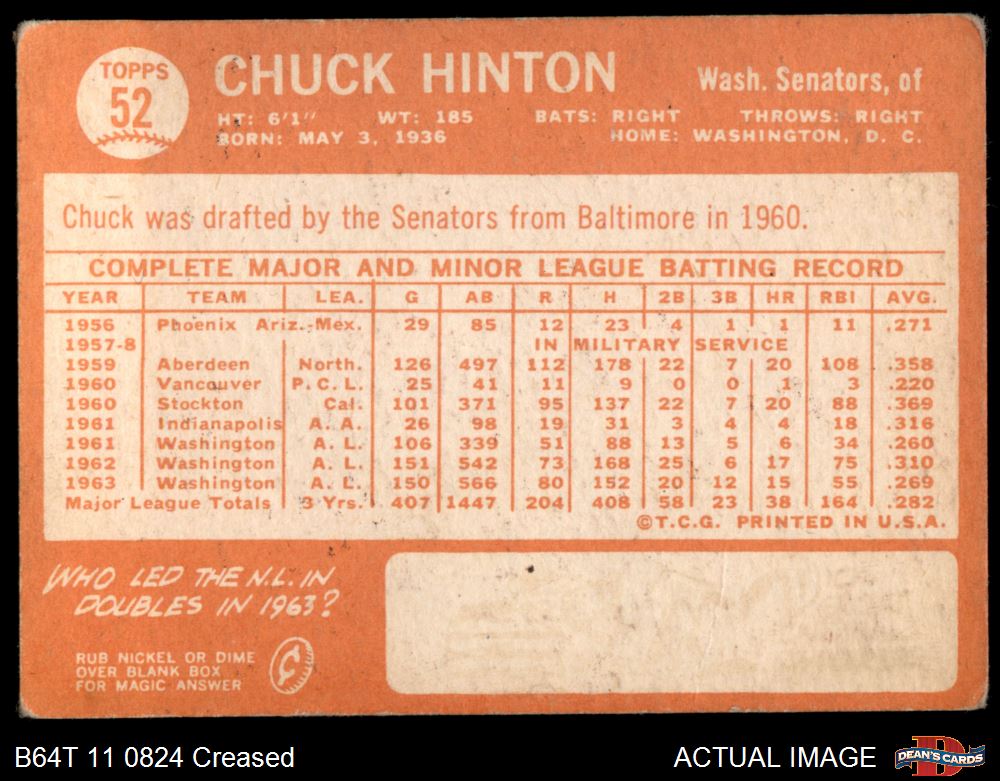 TOPPS
52
CHUCK HINTON
Wash. Senators, of
HT: 6'1" WT: 185 BATS: RIGHT THROWS: RIGHT
BORN: MAY 3, 1936 HOME: WASHINGTON, D. C.
Chuck was drafted by the Senators from Baltimore in 1960.
COMPLETE MAJOR AND MINOR LEAGUE BATTING RECORD
YEAR TEAM LEA. G AB R H 2B 3B HR RBI AVG.
1956 Phoenix Ariz.-Mex. 29 85 12 23 4 1 1 11 .271
1957-8 IN MILITARY SERVICE
1959 Aberdeen North. 126 497 112 178 22 7 20 108 .358
1960 Vancouver P.C.L. 25 41 11 9 0 0 1 3 .220
1960 Stockton Cal. 101 371 95 137 22 7 20 88 .369
1961 Indianapolis A. A. 26 98 19 31 3 4 4 18 .316
1961 Washington A. L. 106 339 51 88 13 5 6 34 .260
1962 Washington A. L. 151 542 73 168 25 6 17 75 .310
1963 Washington A. L. 150 566 80 152 20 12 15 55 .269
Major League Totals 3 Yrs. 407 1447 204 408 58 23 38 164 .282
©T.C.G. PRINTED IN U.S.A.
WHO LED THE N.L. IN
DOUBLES IN 1963?
RUB NICKEL OR DIME
OVER BLANK BOX
FOR MAGIC ANSWER
B64T 11 0824 Creased
ACTUAL IMAGE
DEAN'S CARDS